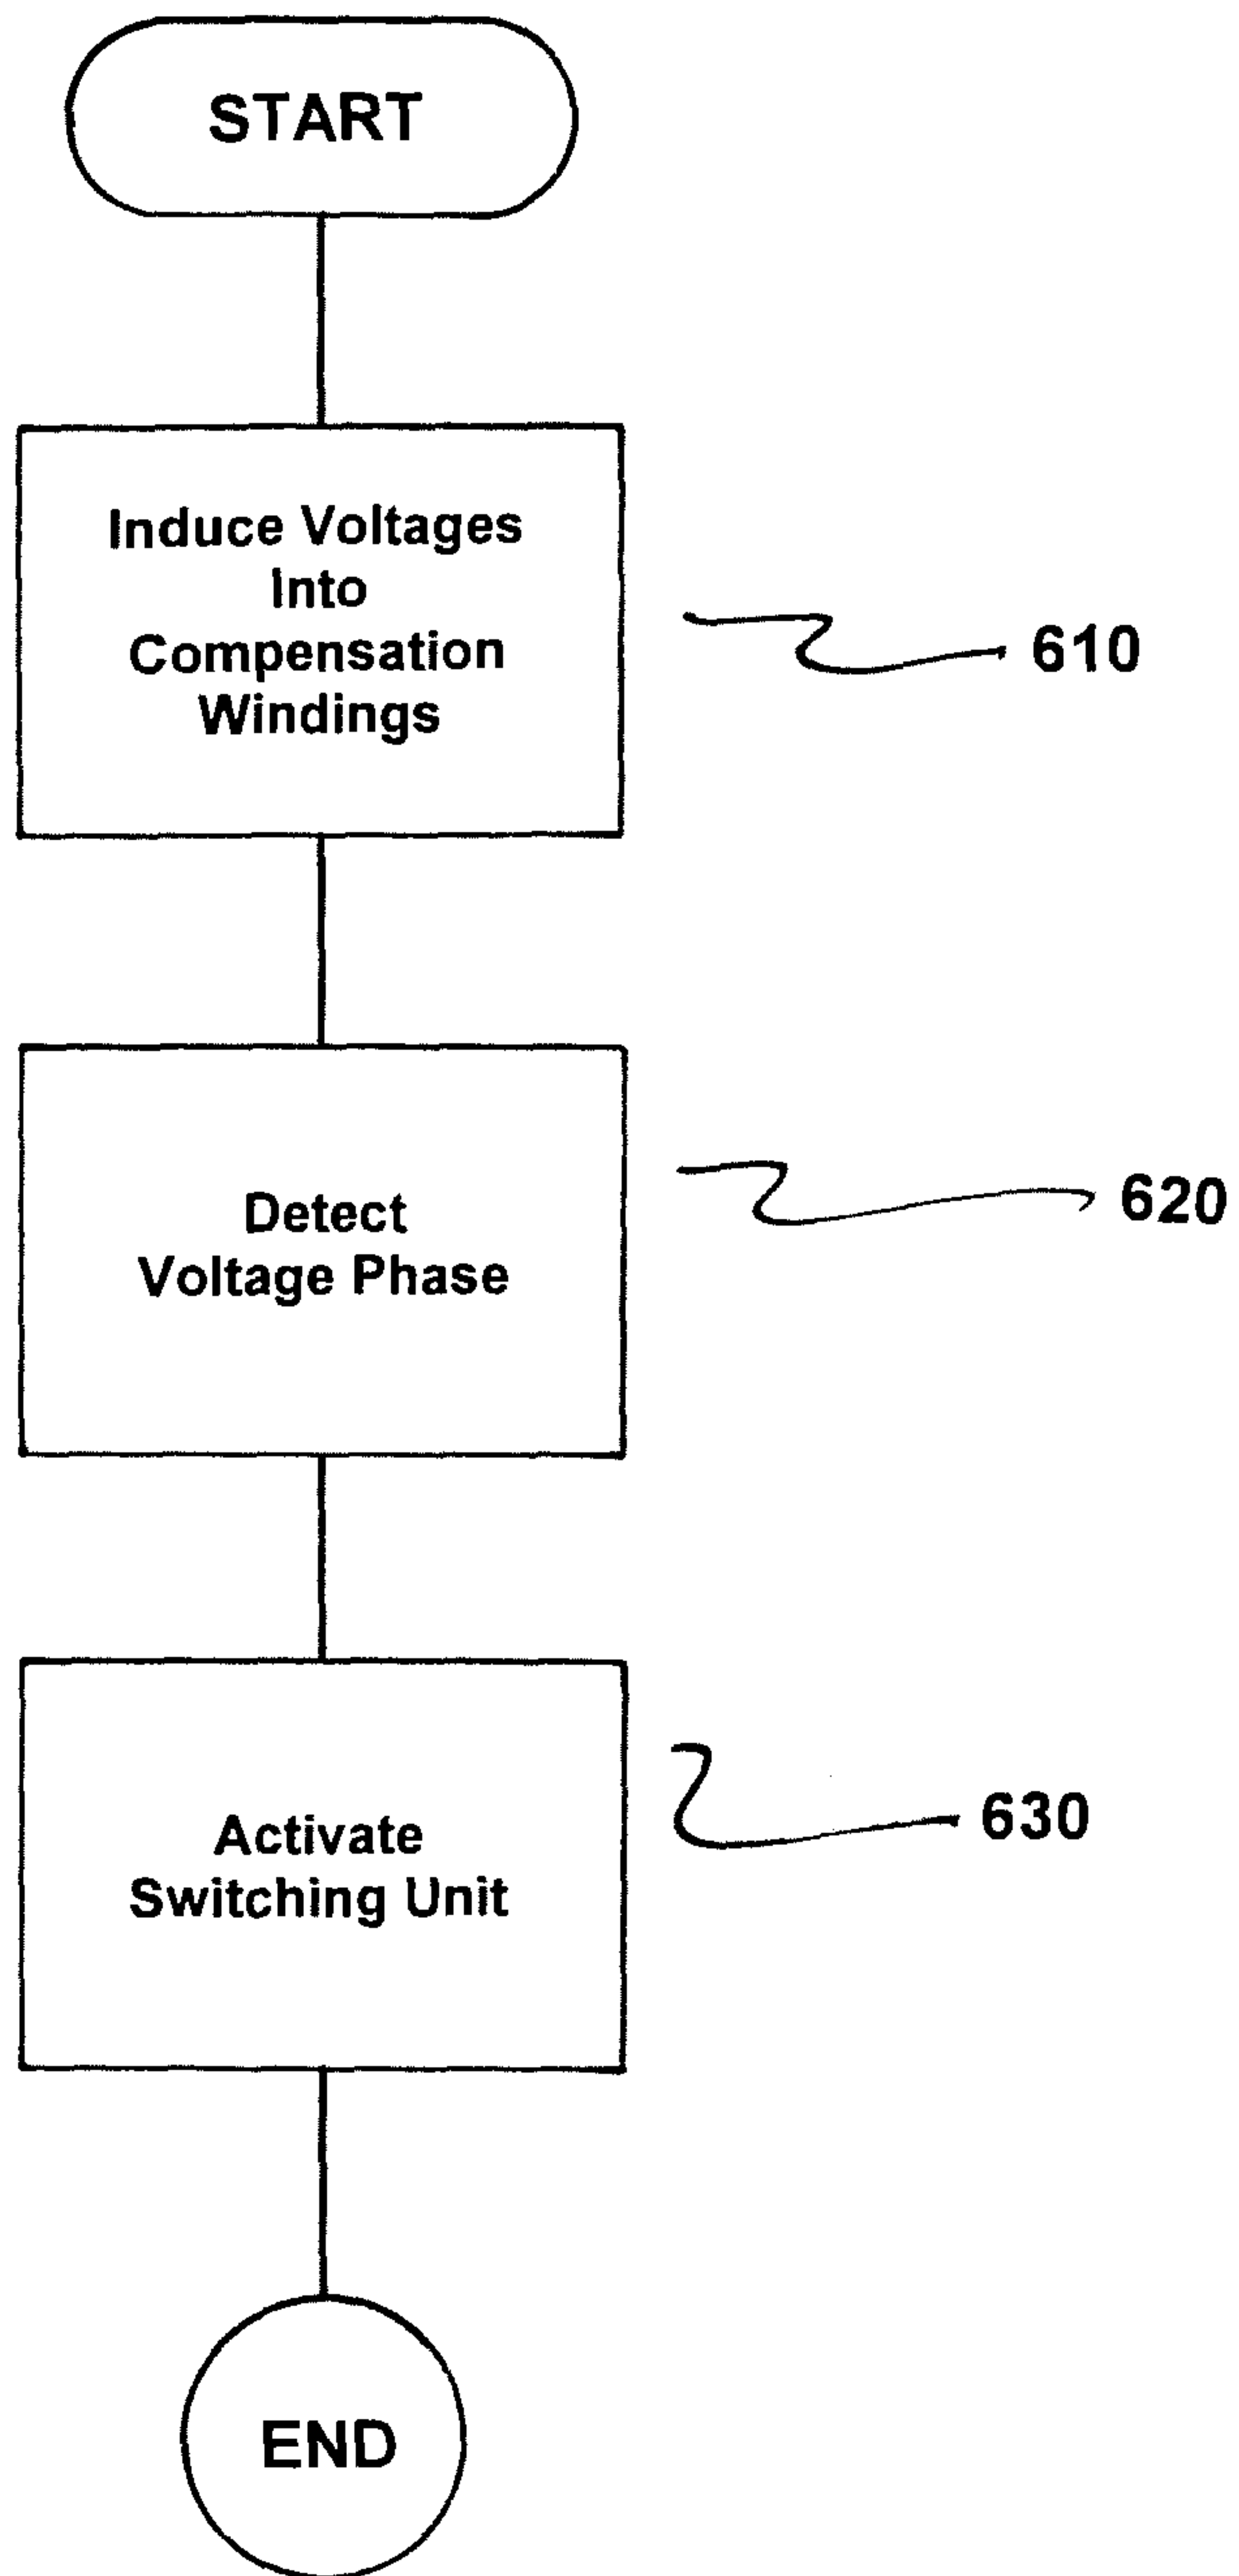 START
Induce Voltages
Into
Compensation
Windings
610
Detect
Voltage Phase
620
Activate
Switching Unit
630
END